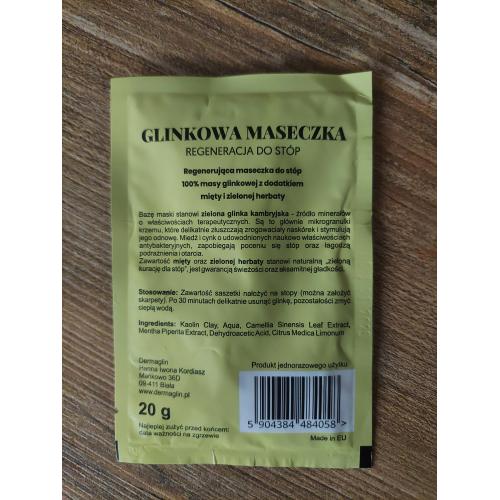 GLINKOWA MASECZKA
REGENERACJA DO STÓP
Regenerująca maseczka do stóp
100% masy glinkowej z dodatkiem
mięty i zielonej herbaty
Bazę maski stanowi zielona glinka kambryjska - źródło minerałów
o właściwościach terapeutycznych. Są to głównie mikrogranulki
krzemu, które delikatnie złuszczają zrogowaciały naskórek i stymulują
jego odnowę. Miedź i cynk o udowodnionych naukowo właściwościach
antybakteryjnych, zapobiegają poceniu się stóp oraz łagodzą
podrażnienia i otarcia.
Zawartość mięty oraz zielonej herbaty stanowi naturalną „zieloną
kurację dla stóp", jest gwarancją świeżości oraz aksamitnej gładkości.
Stosowanie: Zawartość saszetki nałożyć na stopy (można założyć
skarpety). Po 30 minutach delikatnie usunąć glinkę, pozostałości zmyć
ciepłą wodą.
Ingredients: Kaolin Clay, Aqua, Camellia Sinensis Leaf Extract,
Mentha Piperita Extract, Dehydroacetic Acid, Citrus Medica Limonum
Dermaglin
Hanna Iwona Kordiasz
Mańkowo 36D
09-411 Biała
www.dermaglin.pl
20 g
Najlepiej zużyć przed końcem:
data ważności na zgrzewie
Produkt jednorazowego użytku
5 904384 484058 >
Made in EU